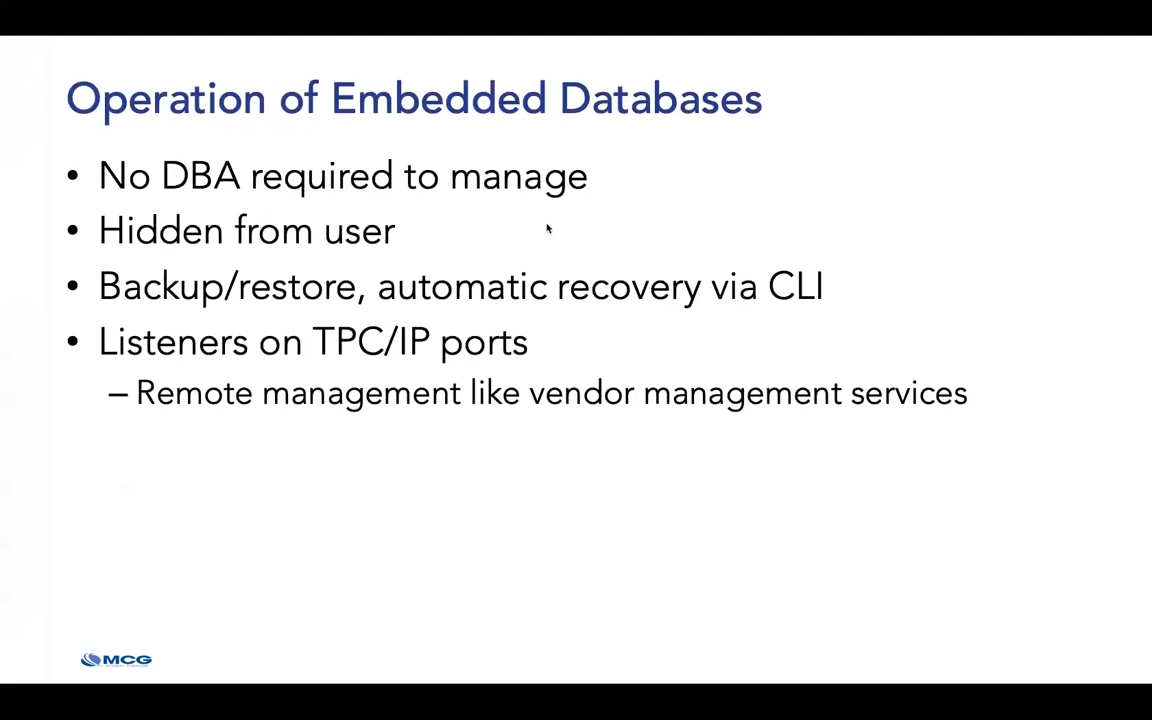 Operation of Embedded Databases
• No DBA required to manage
• Hidden from user
• Backup/restore, automatic recovery via CLI
• Listeners on TPC/IP ports
– Remote management like vendor management services
MCG